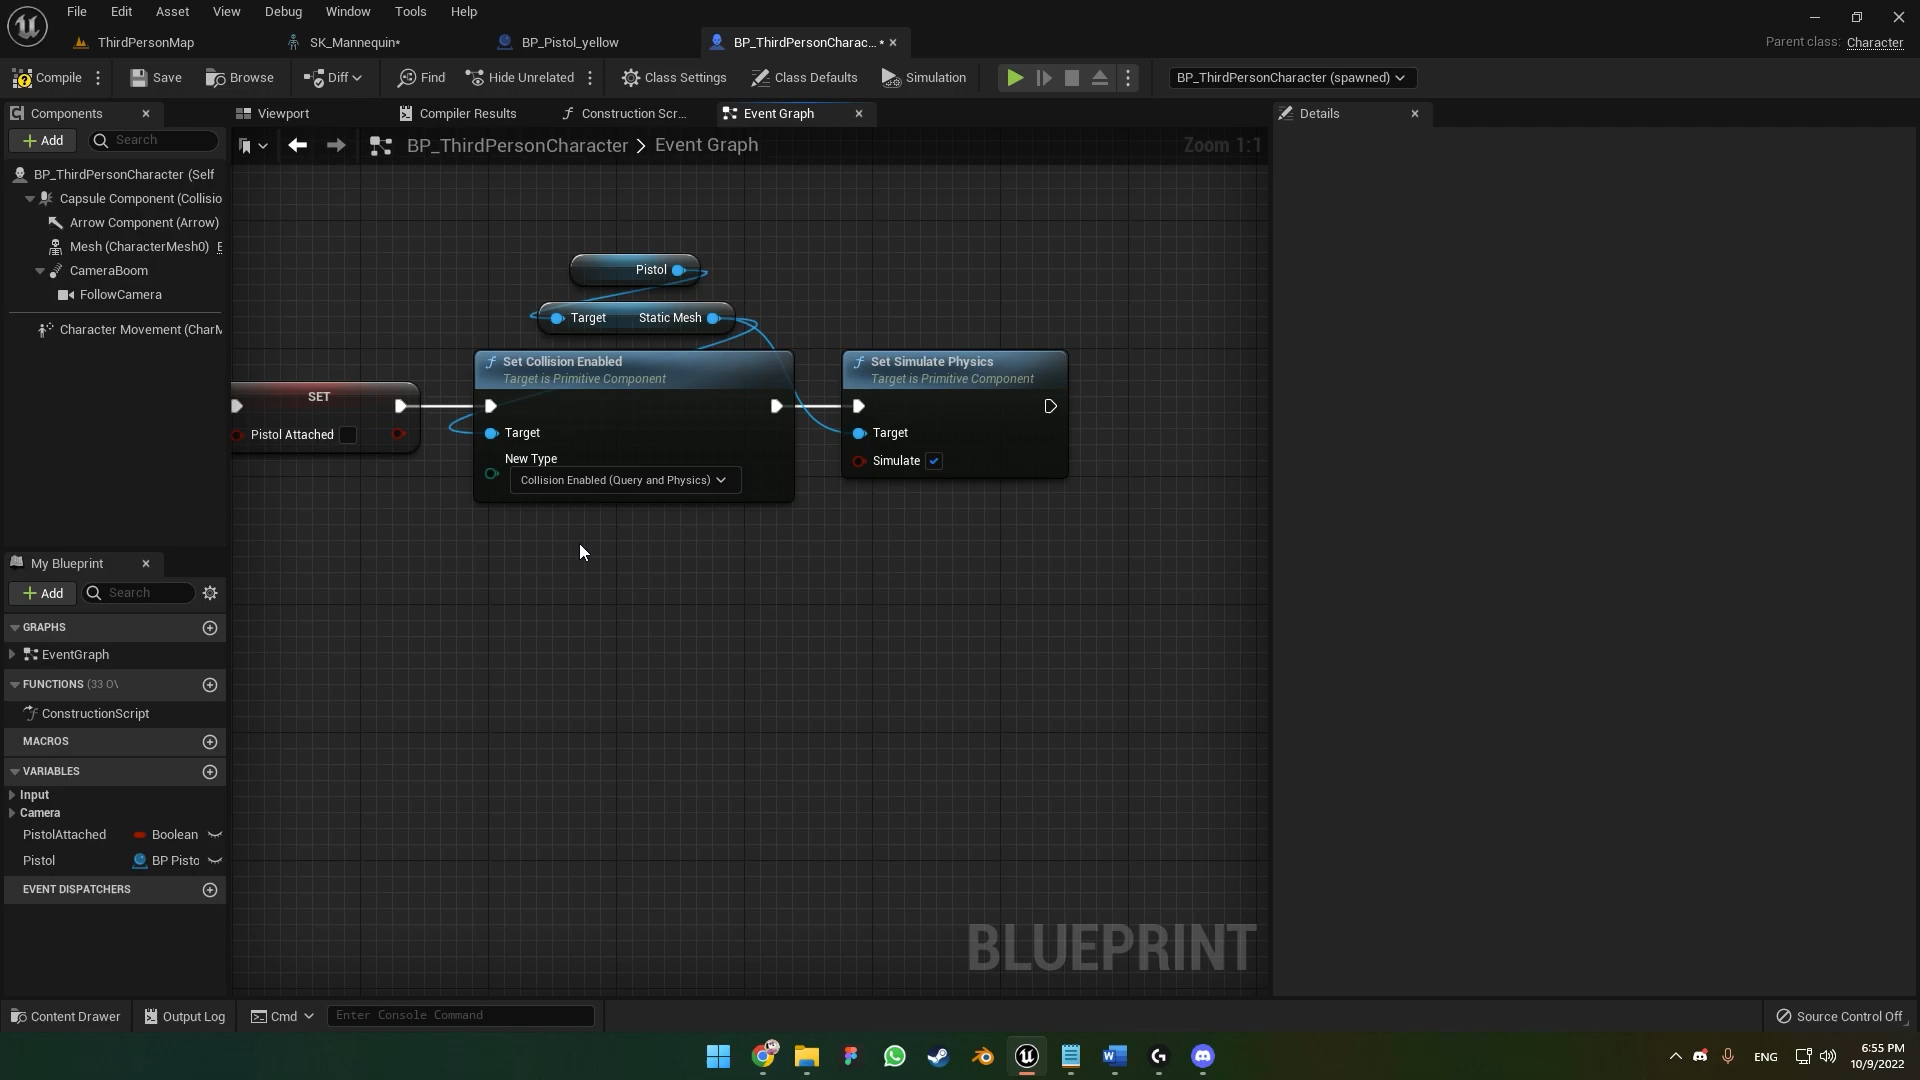 File Edit Asset View Debug Window Tools Help
ThirdPersonMap SK_Mannequin* BP_Pistol_yellow BP_ThirdPersonCharac...* Parent class: Character
Compile Save Browse Diff Find Hide Unrelated Class Settings Class Defaults Simulation BP_ThirdPersonCharacter (spawned)
Components Viewport Compiler Results Construction Scr... Event Graph Details
Add Search BP_ThirdPersonCharacter > Event Graph Zoom 1:1
BP_ThirdPersonCharacter (Self
Capsule Component (Collisio
Arrow Component (Arrow)
Mesh (CharacterMesh0) E
CameraBoom
FollowCamera
Character Movement (CharM
Pistol
Target Static Mesh
Set Collision Enabled
Target is Primitive Component
Target
New Type
Collision Enabled (Query and Physics)
Set Simulate Physics
Target is Primitive Component
Target
Simulate
SET
Pistol Attached
My Blueprint
Add Search
GRAPHS
EventGraph
FUNCTIONS (33 O\
ConstructionScript
MACROS
VARIABLES
Input
Camera
PistolAttached Boolean
Pistol BP Pisto
EVENT DISPATCHERS
BLUEPRINT
Content Drawer Output Log Cmd Enter Console Command Source Control Off
ENG 6:55 PM
10/9/2022